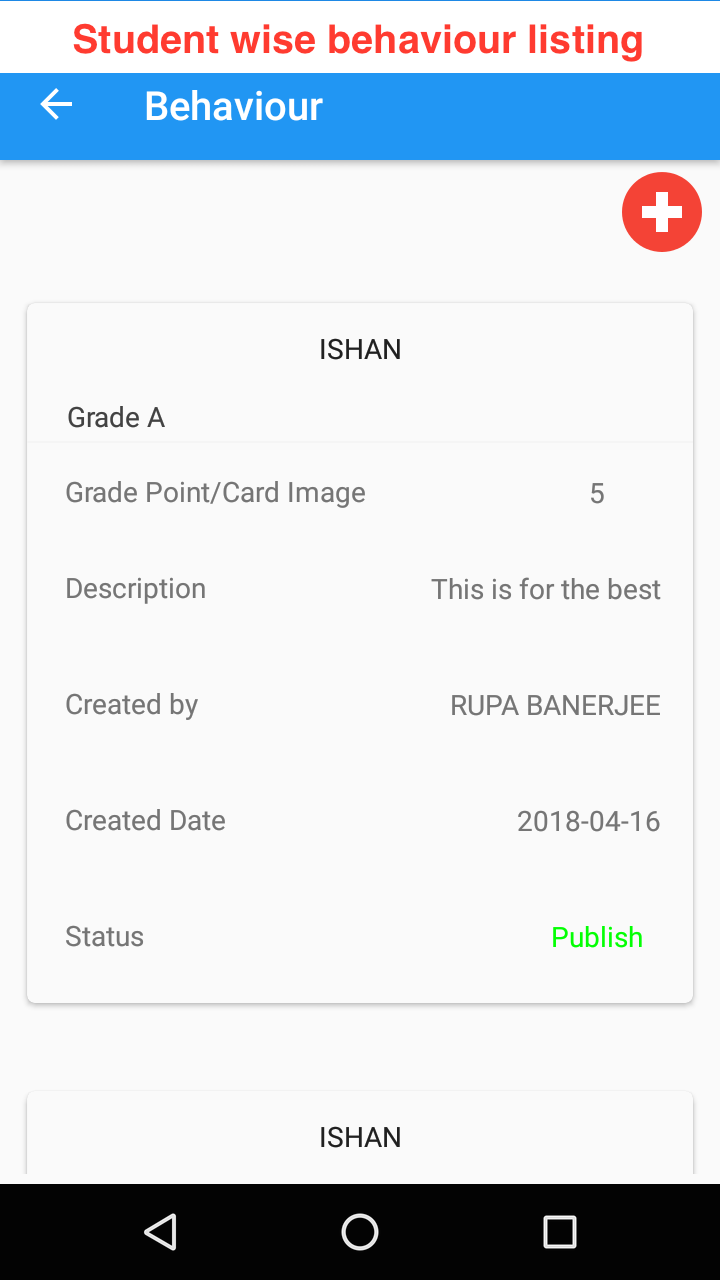 Student wise behaviour listing
Behaviour
ISHAN
Grade A
Grade Point/Card Image 5
Description This is for the best
Created by RUPA BANERJEE
Created Date 2018-04-16
Status Publish
ISHAN